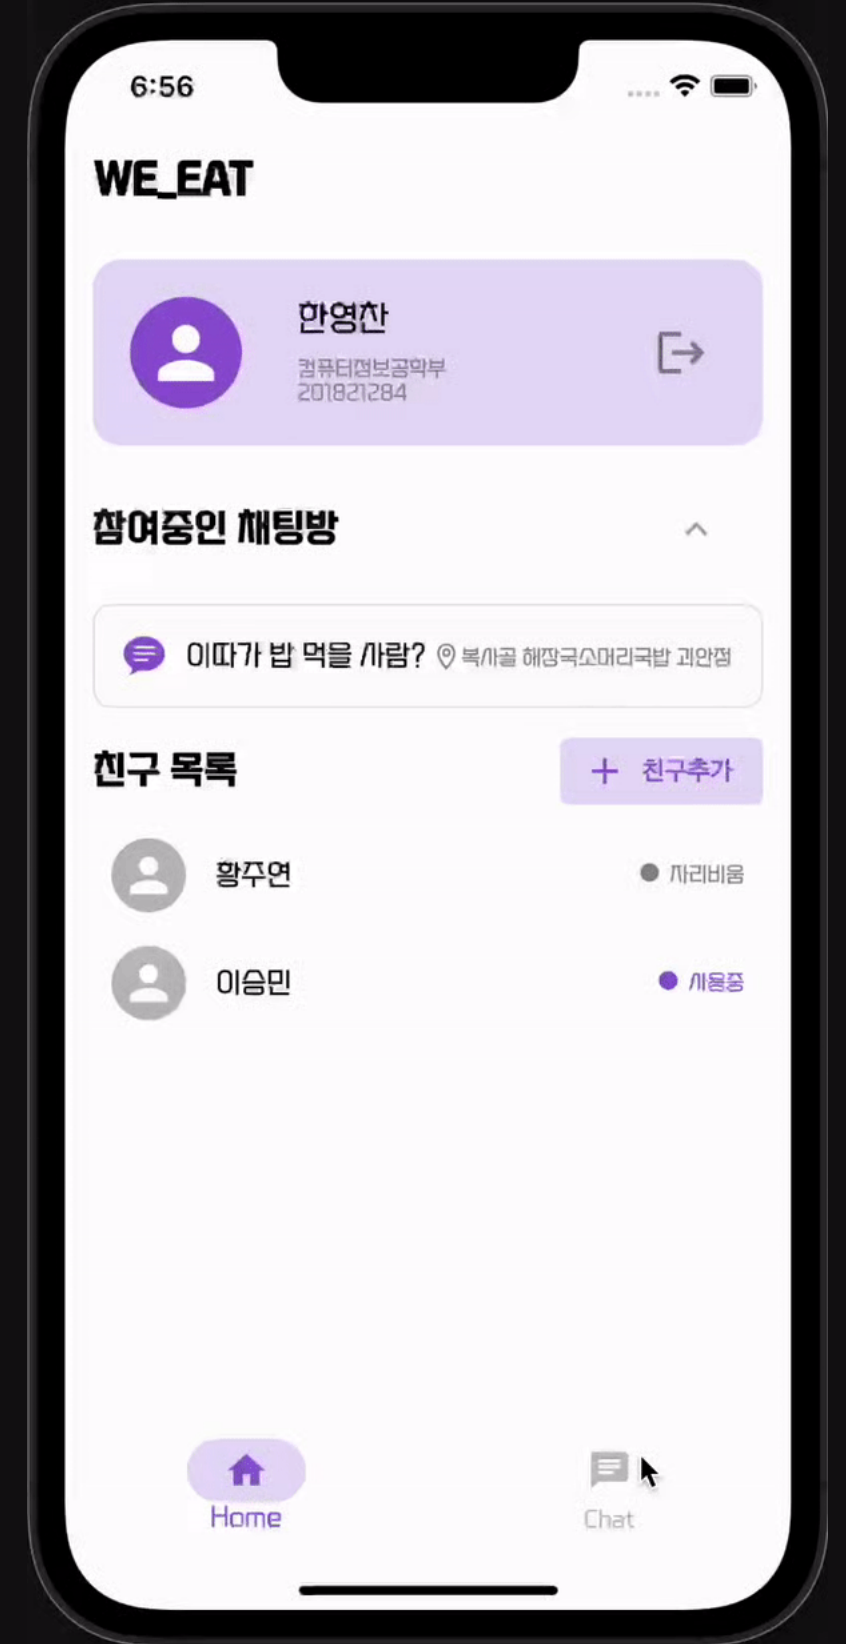 6:56
WE_EAT
한영찬
컴퓨터정보공학부
201821284
참여중인 채팅방
이따가 밥 먹을 사람? 복사골 해장국소머리국밥 괴안점
친구 목록
친구추가
황주연
자리비움
이승민
사용중
Home
Chat